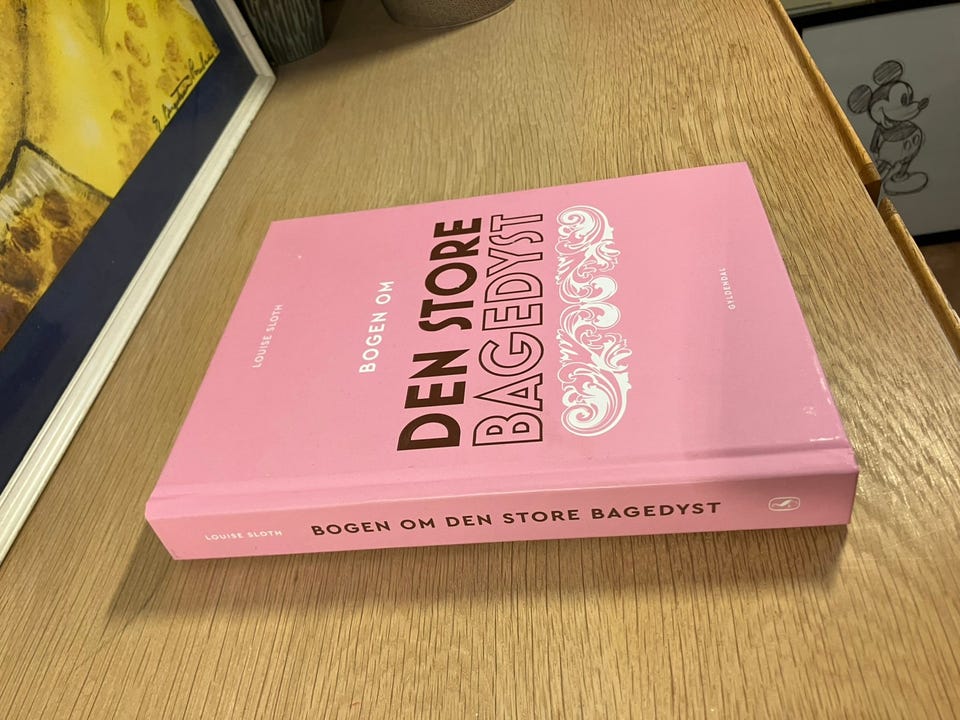 LOUISE SLOTH
BOGEN OM
DEN STORE
BAGEDYST
GYLDENDAL
LOUISE SLOTH BOGEN OM DEN STORE BAGEDYST